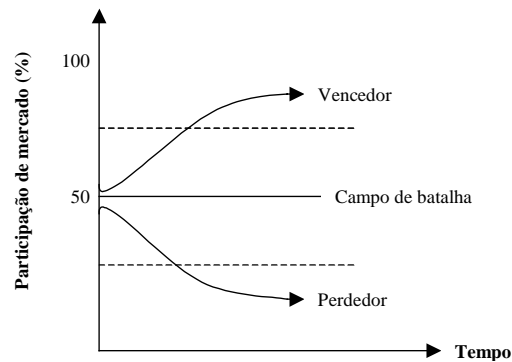 Participação de mercado (%)
100
Vencedor
50
Campo de batalha
Perdedor
Tempo